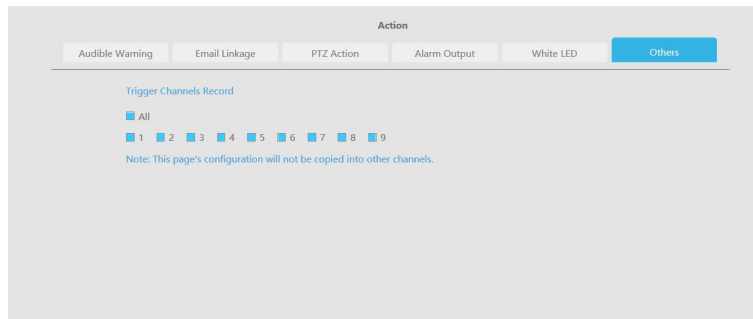 Action
Audible Warning Email Linkage PTZ Action Alarm Output White LED Others
Trigger Channels Record
All
1 2 3 4 5 6 7 8 9
Note: This page's configuration will not be copied into other channels.